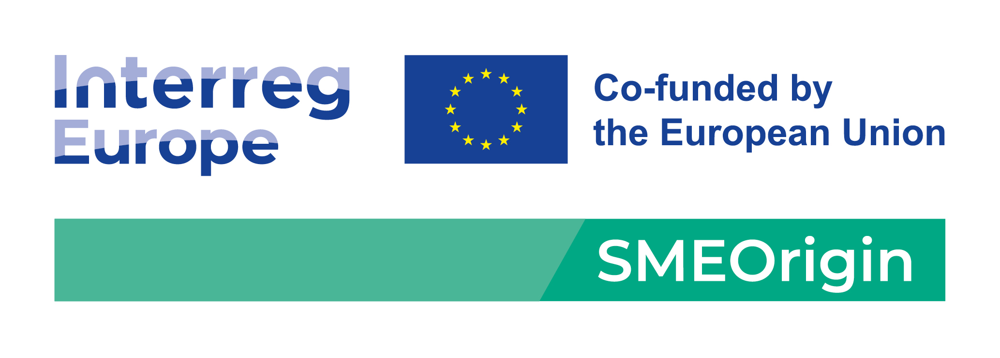 Interreg
Europe
Co-funded by
the European Union
SMEOrigin